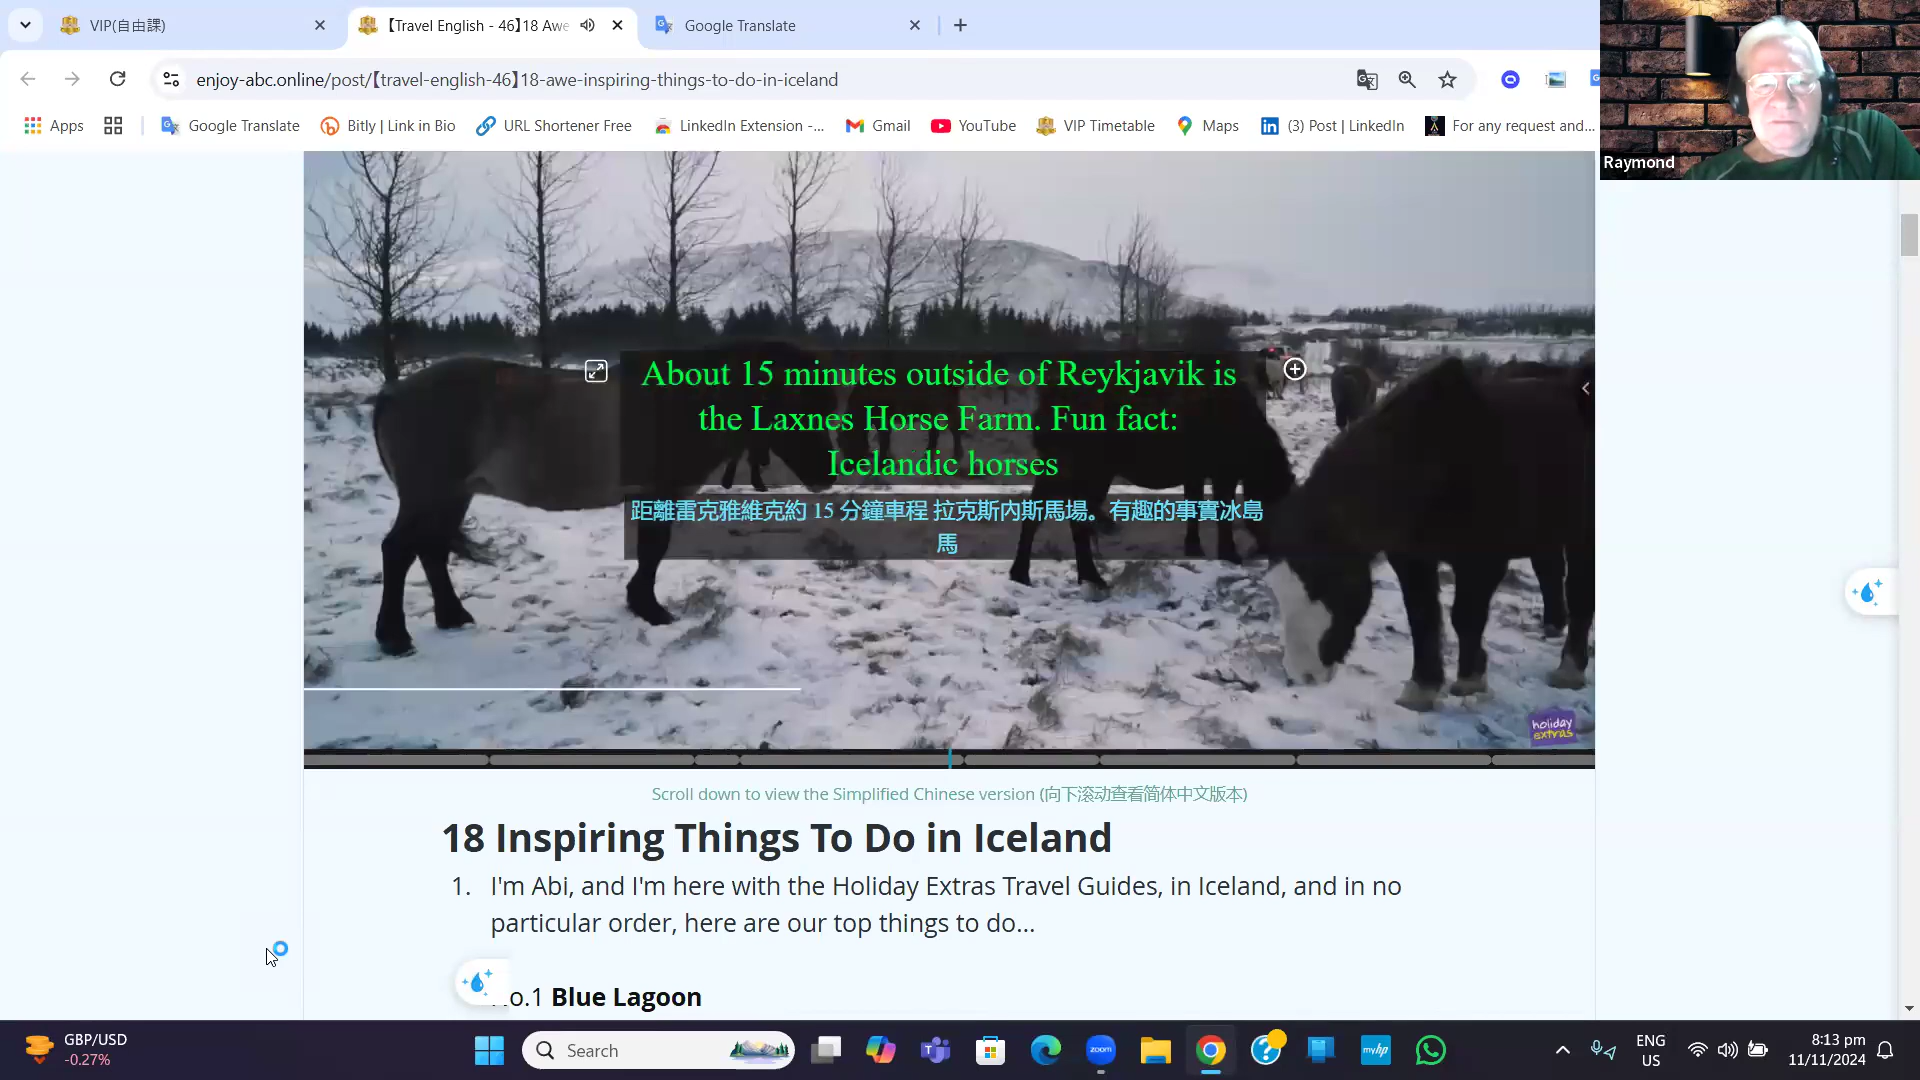 VIP(自由課)
【Travel English - 46】18 Awe
Google Translate
enjoy-abc.online/post/【travel-english-46】18-awe-inspiring-things-to-do-in-iceland
Apps
Google Translate
Bitly | Link in Bio
URL Shortener Free
LinkedIn Extension -...
Gmail
YouTube
VIP Timetable
Maps
(3) Post | LinkedIn
For any request and...
Raymond
About 15 minutes outside of Reykjavik is
the Laxnes Horse Farm. Fun fact:
Icelandic horses
距離雷克雅維克約 15 分鐘車程 拉克斯內斯馬場。有趣的事實冰島
馬
holiday
extras
Scroll down to view the Simplified Chinese version (向下滚动查看简体中文版本)
18 Inspiring Things To Do in Iceland
1. I'm Abi, and I'm here with the Holiday Extras Travel Guides, in Iceland, and in no
particular order, here are our top things to do...
o.1 Blue Lagoon
GBP/USD
-0.27%
Search
zoom
myhp
ENG
US
8:13 pm
11/11/2024